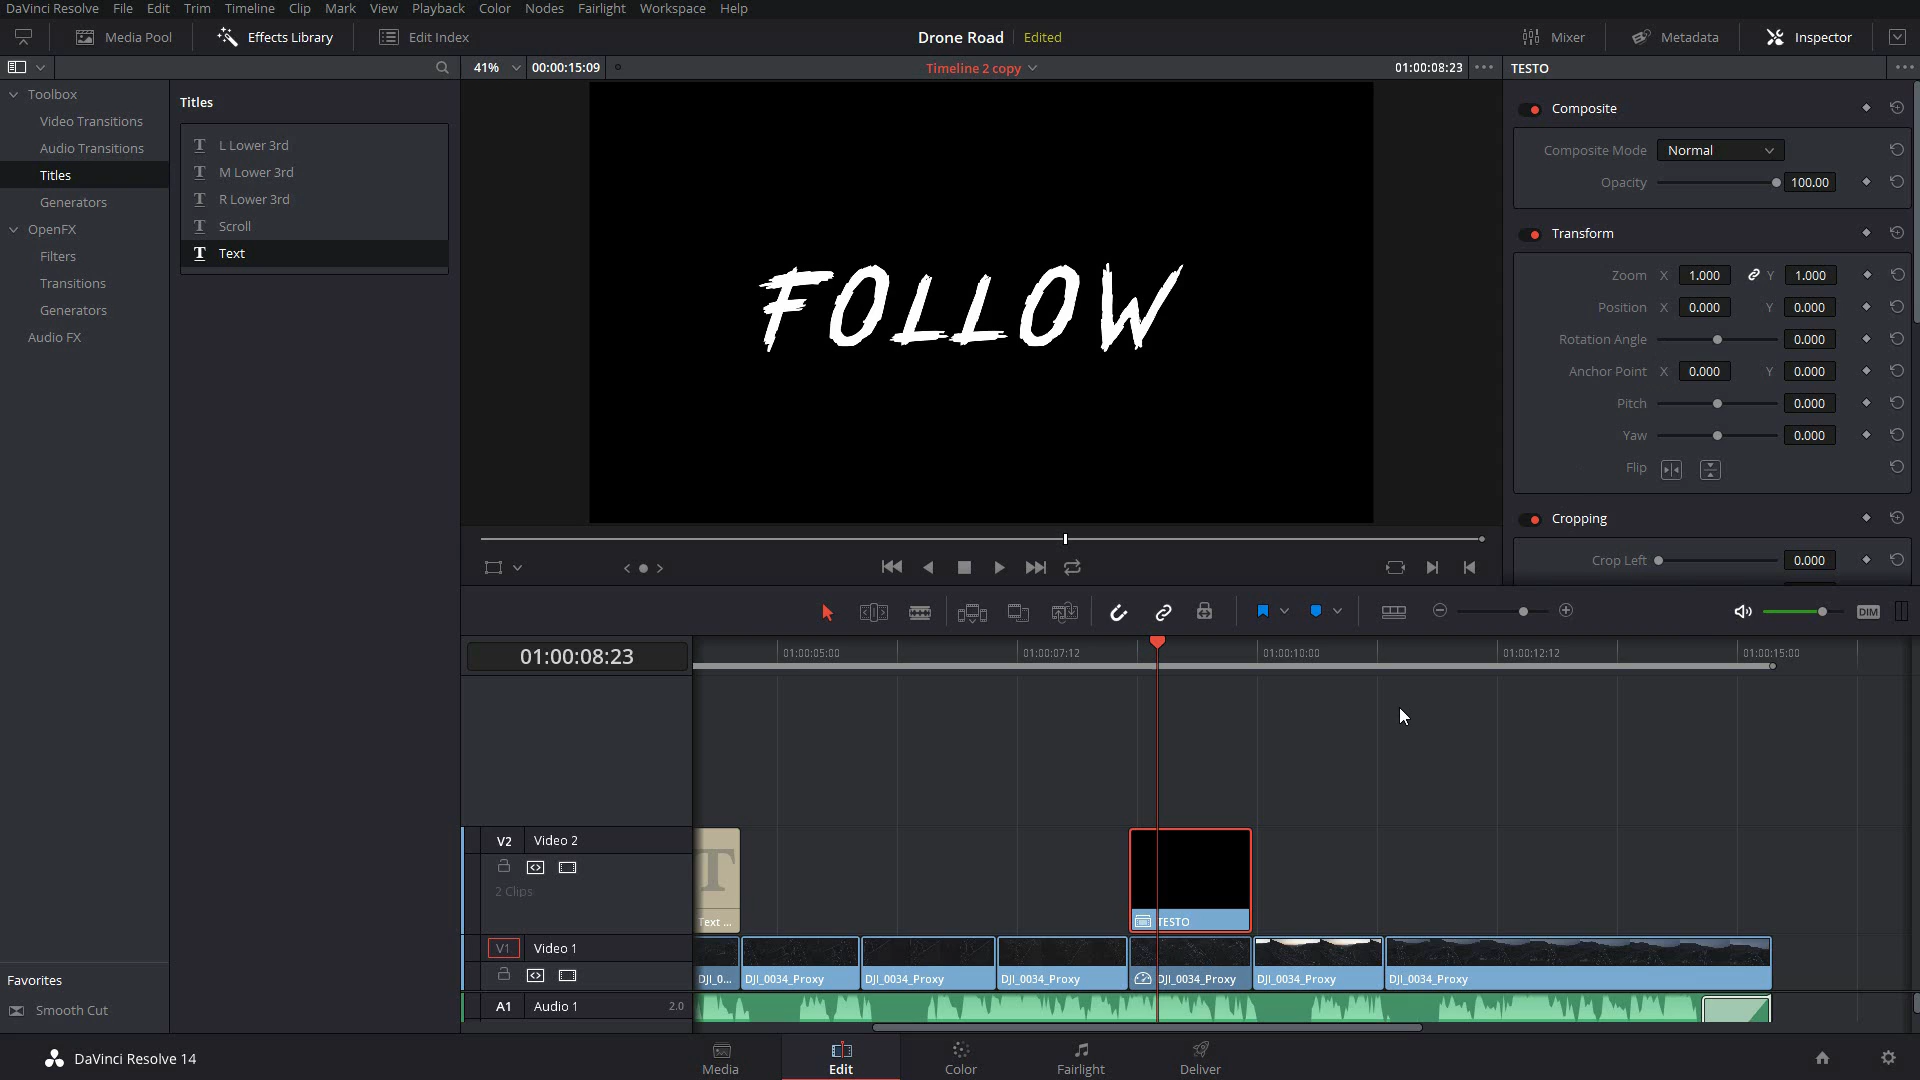 DaVinci Resolve File Edit Trim Timeline Clip Mark View Playback Color Nodes Fairlight Workspace Help
Media Pool Effects Library Edit Index Drone Road Edited Mixer Metadata Inspector
41% 00:00:15:09 Timeline 2 copy 01:00:08:23 TESTO
Toolbox
Video Transitions
Audio Transitions
Titles
Generators
OpenFX
Filters
Transitions
Generators
Audio FX
Titles
T L Lower 3rd
T M Lower 3rd
T R Lower 3rd
T Scroll
T Text
FOLLOW
Composite
Composite Mode Normal
Opacity 100.00
Transform
Zoom X 1.000 Y 1.000
Position X 0.000 Y 0.000
Rotation Angle 0.000
Anchor Point X 0.000 Y 0.000
Pitch 0.000
Yaw 0.000
Flip
Cropping
Crop Left 0.000
DIM
01:00:08:23 01:00:05:00 01:00:07:12 01:00:10:00 01:00:12:12 01:00:15:00
V2 Video 2
2 Clips
T
Text ... TESTO
V1 Video 1
DJI_0... DJI_0034_Proxy DJI_0034_Proxy DJI_0034_Proxy DJI_0034_Proxy DJI_0034_Proxy DJI_0034_Proxy
A1 Audio 1 2.0
Favorites
Smooth Cut
DaVinci Resolve 14 Media Edit Color Fairlight Deliver